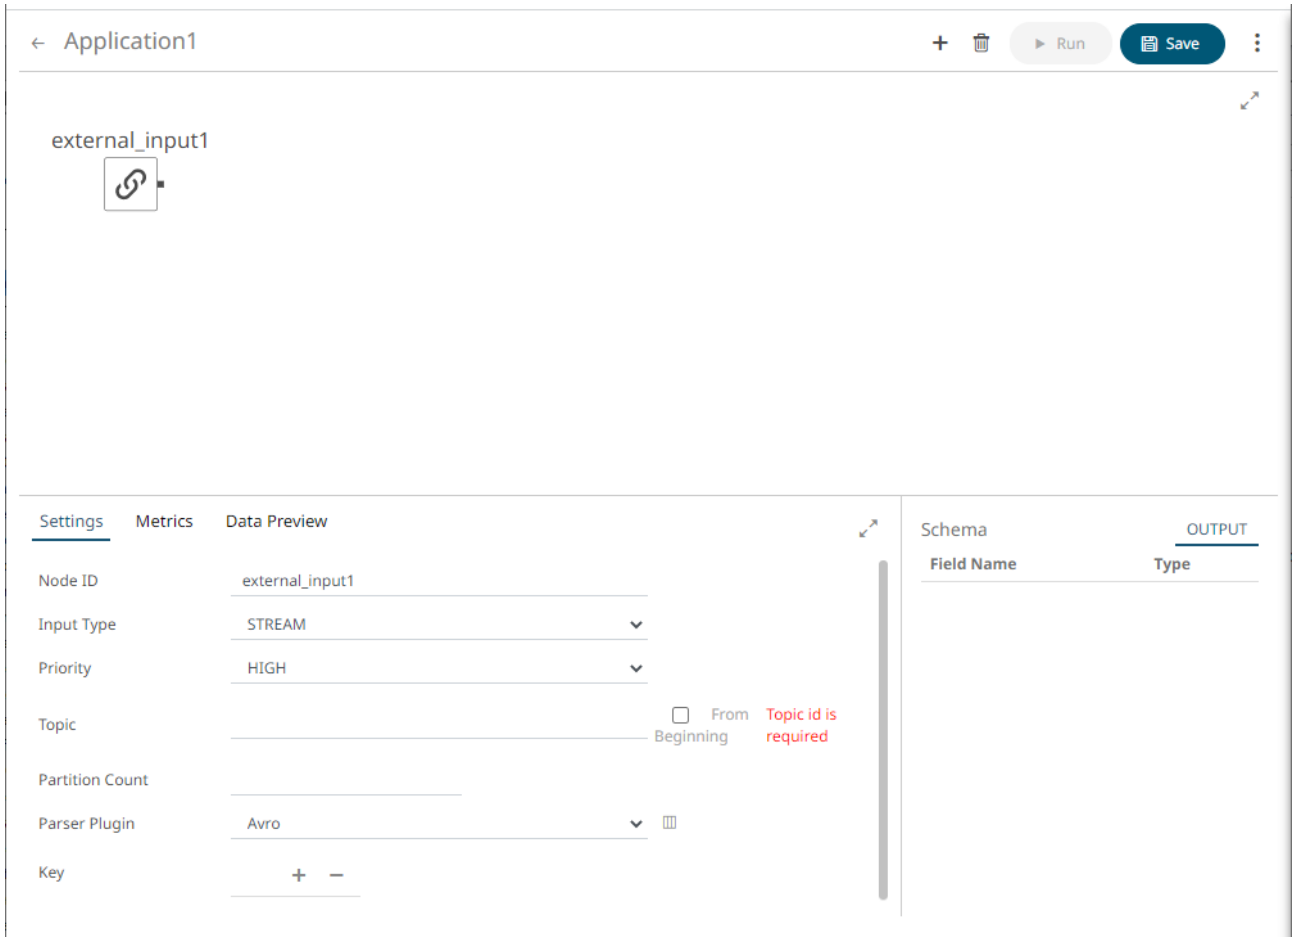 Application1
Run
Save
external_input1
Settings
Metrics
Data Preview
Schema
OUTPUT
Field Name
Type
Node ID
external_input1
Input Type
STREAM
Priority
HIGH
Topic
From
Beginning
Topic id is
required
Partition Count
Parser Plugin
Avro
Key